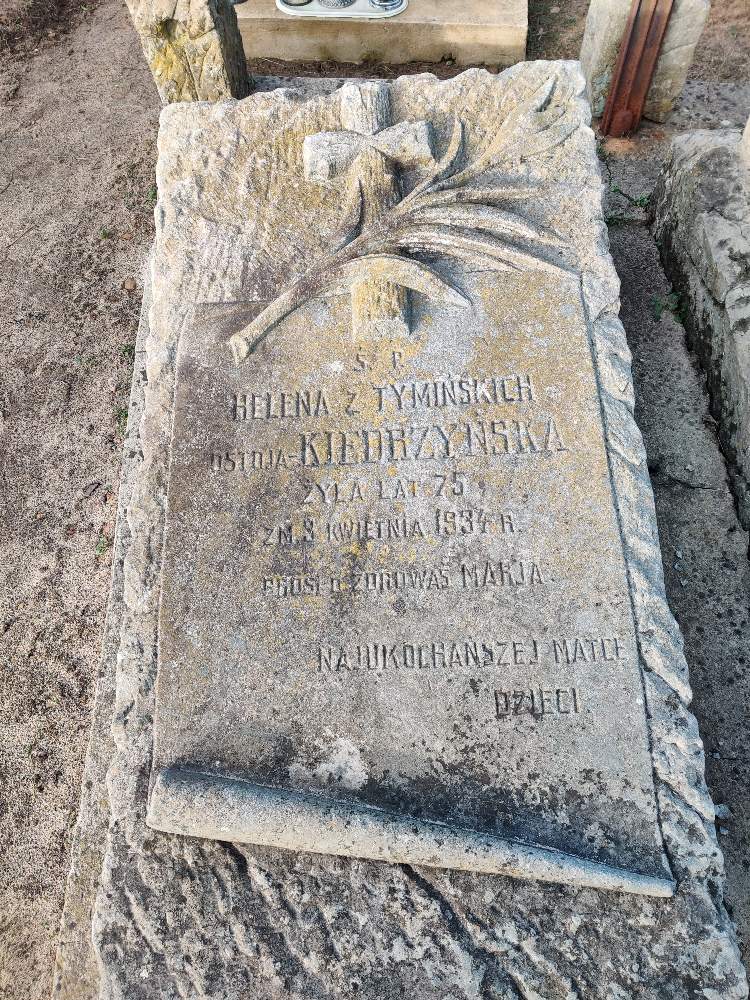 Ś. P.
HELENA Z TYMIŃSKICH
OSTOJA-KIEDRZYŃSKA
ŻYŁA LAT 75
ZM. 3 KWIETNIA 1934 R.
PROSI O ZDROWAŚ MARJA.
NAJUKOCHAŃSZEJ MATCE
DZIECI.